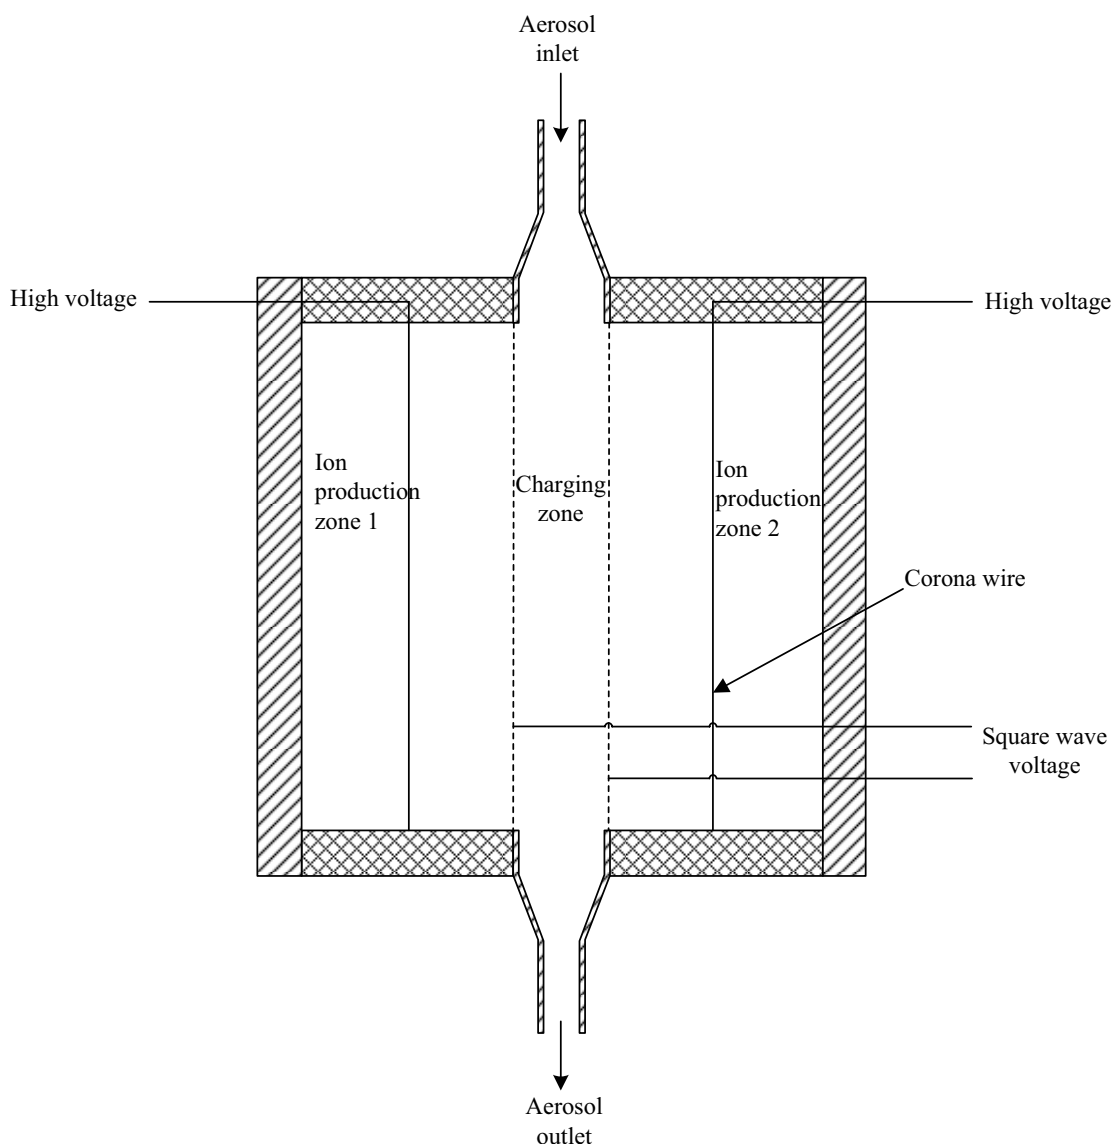 Aerosol
inlet
High voltage
High voltage
Ion
production
zone 1
Charging
zone
Ion
production
zone 2
Corona wire
Square wave
voltage
Aerosol
outlet